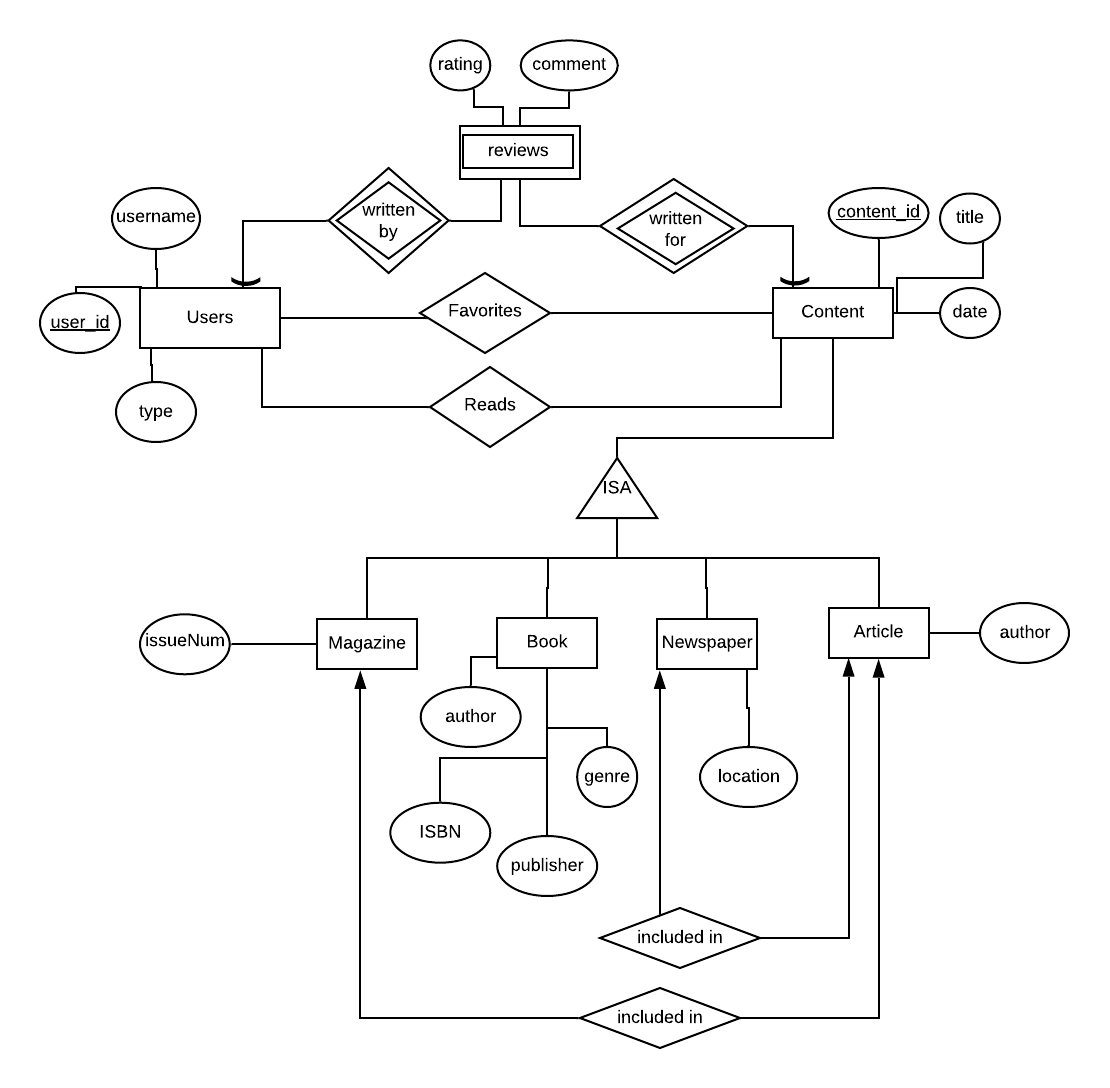 rating
comment
reviews
written
by
written
for
username
content_id
title
user_id
Users
Favorites
Content
date
type
Reads
ISA
issueNum
Magazine
Book
Newspaper
Article
author
author
genre
location
ISBN
publisher
included in
included in